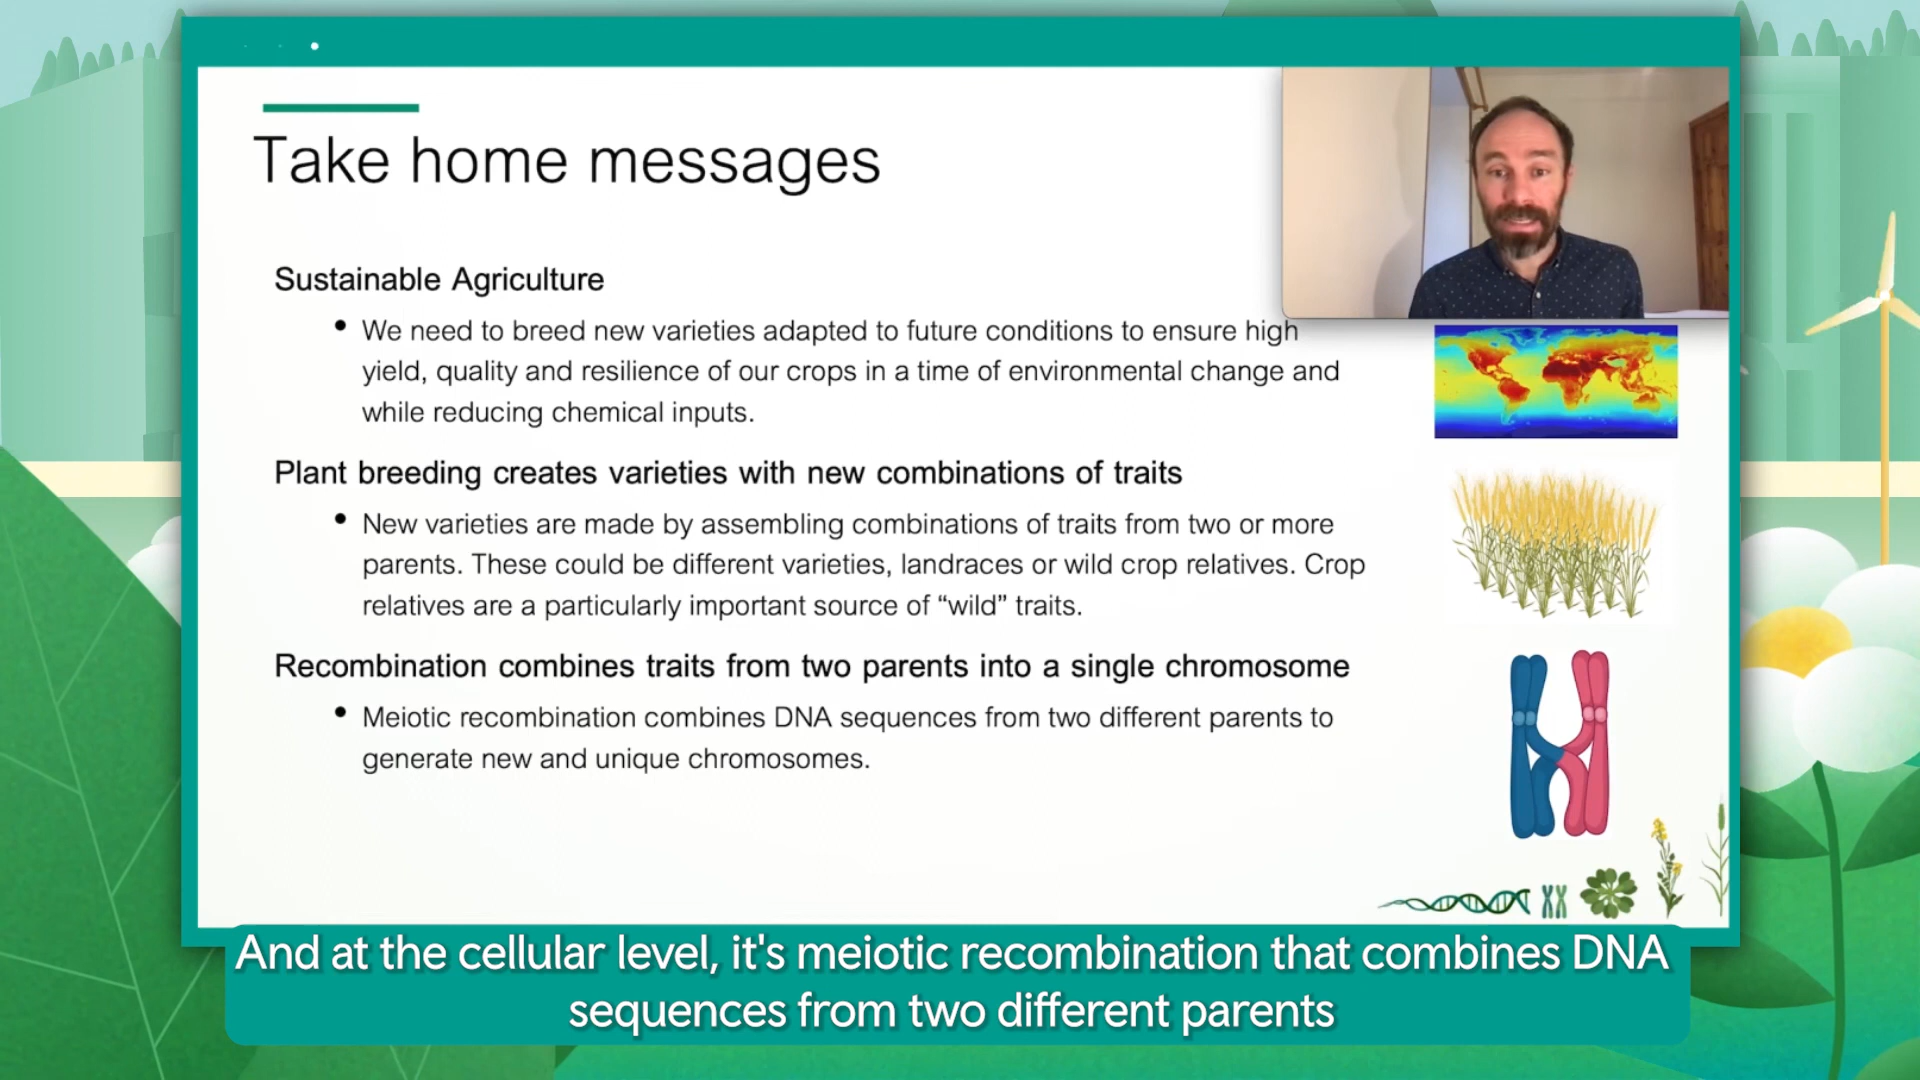 Take home messages
Sustainable Agriculture
• We need to breed new varieties adapted to future conditions to ensure high
yield, quality and resilience of our crops in a time of environmental change and
while reducing chemical inputs.
Plant breeding creates varieties with new combinations of traits
• New varieties are made by assembling combinations of traits from two or more
parents. These could be different varieties, landraces or wild crop relatives. Crop
relatives are a particularly important source of “wild” traits.
Recombination combines traits from two parents into a single chromosome
• Meiotic recombination combines DNA sequences from two different parents to
generate new and unique chromosomes.
And at the cellular level, it's meiotic recombination that combines DNA
sequences from two different parents